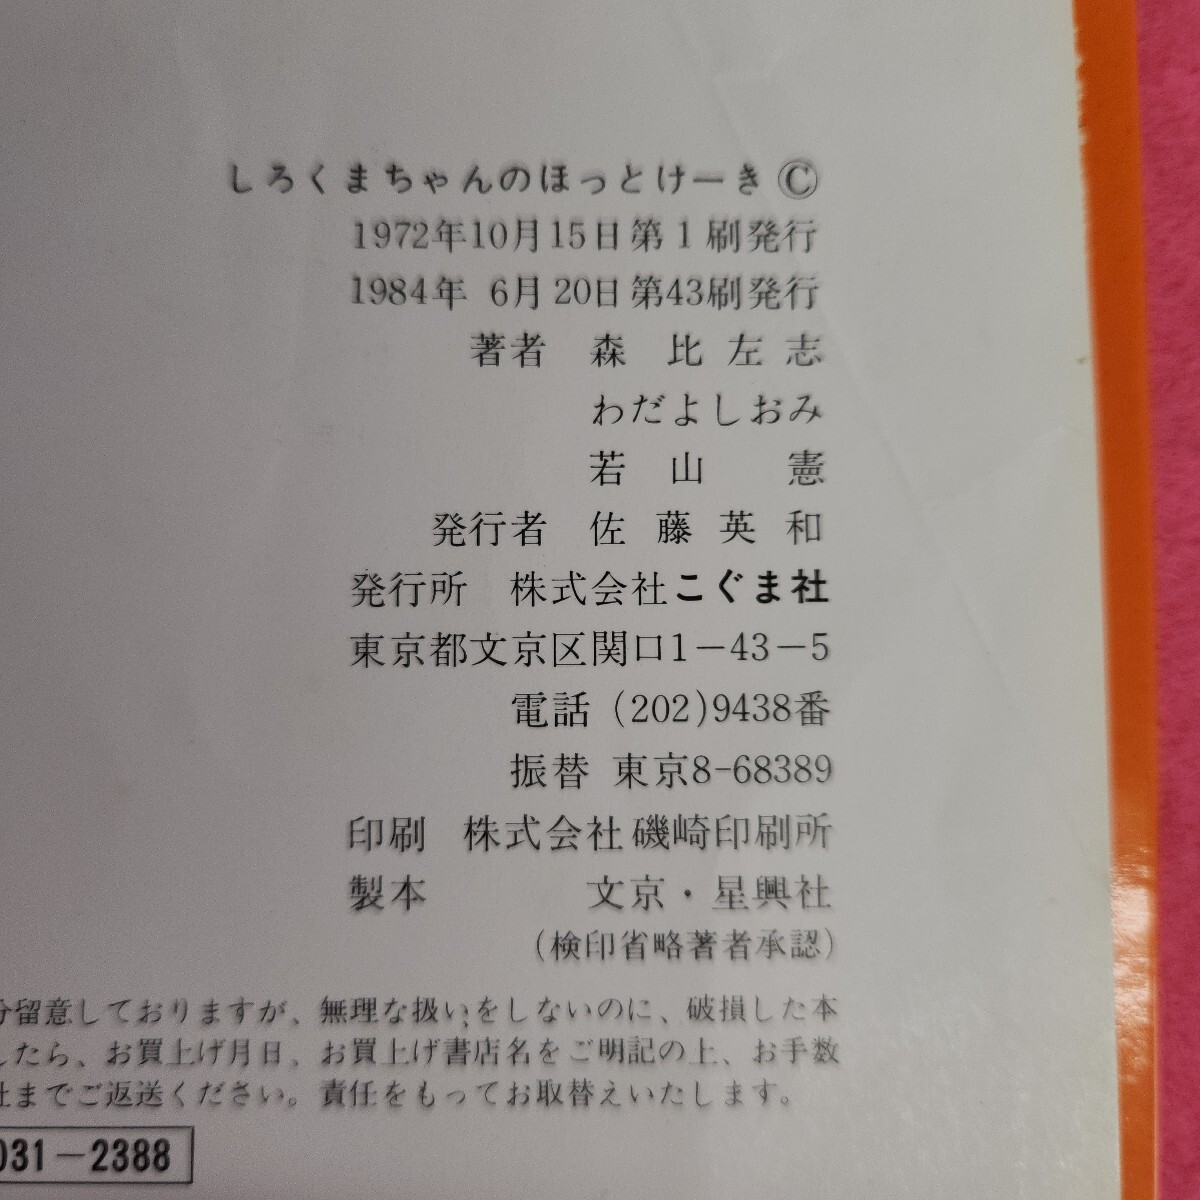 しろくまちゃんのほっとけーき©
1972年10月15日第1刷発行
1984年 6月20日第43刷発行
著者 森 比左志
わだよしおみ
若山 憲
発行者 佐藤英和
発行所 株式会社こぐま社
東京都文京区関口1-43-5
電話 (202)9438番
振替 東京8-68389
印刷 株式会社 磯崎印刷所
製本 文京・星興社
(検印省略著者承認)
分留意しておりますが、無理な扱いをしないのに、破損した本
したら、お買上げ月日、お買上げ書店名をご明記の上、お手数
社までご返送ください。責任をもってお取替えいたします。
031-2388